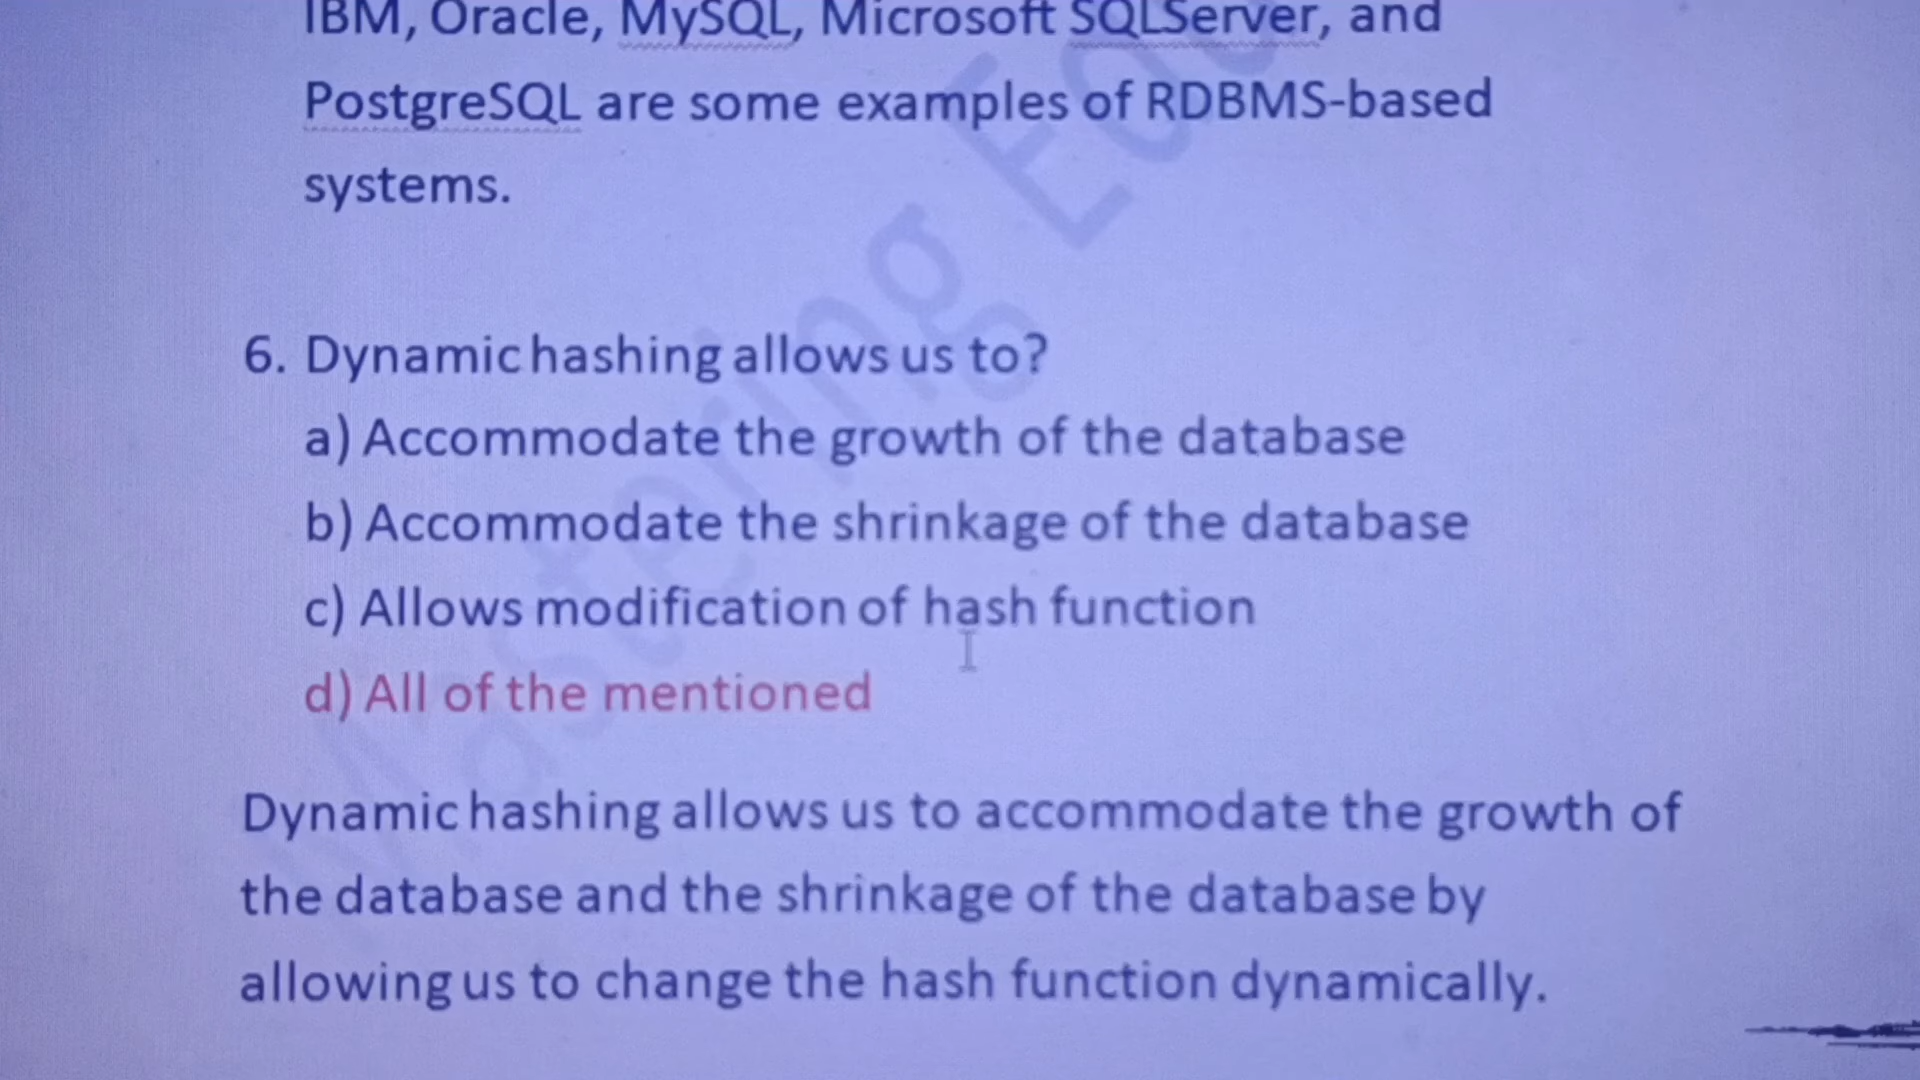 IBM, Oracle, MySQL, Microsoft SQLServer, and
PostgreSQL are some examples of RDBMS-based
systems.
6. Dynamic hashing allows us to?
a) Accommodate the growth of the database
b) Accommodate the shrinkage of the database
c) Allows modification of hash function
d) All of the mentioned
Dynamic hashing allows us to accommodate the growth of
the database and the shrinkage of the database by
allowing us to change the hash function dynamically.
Mastering